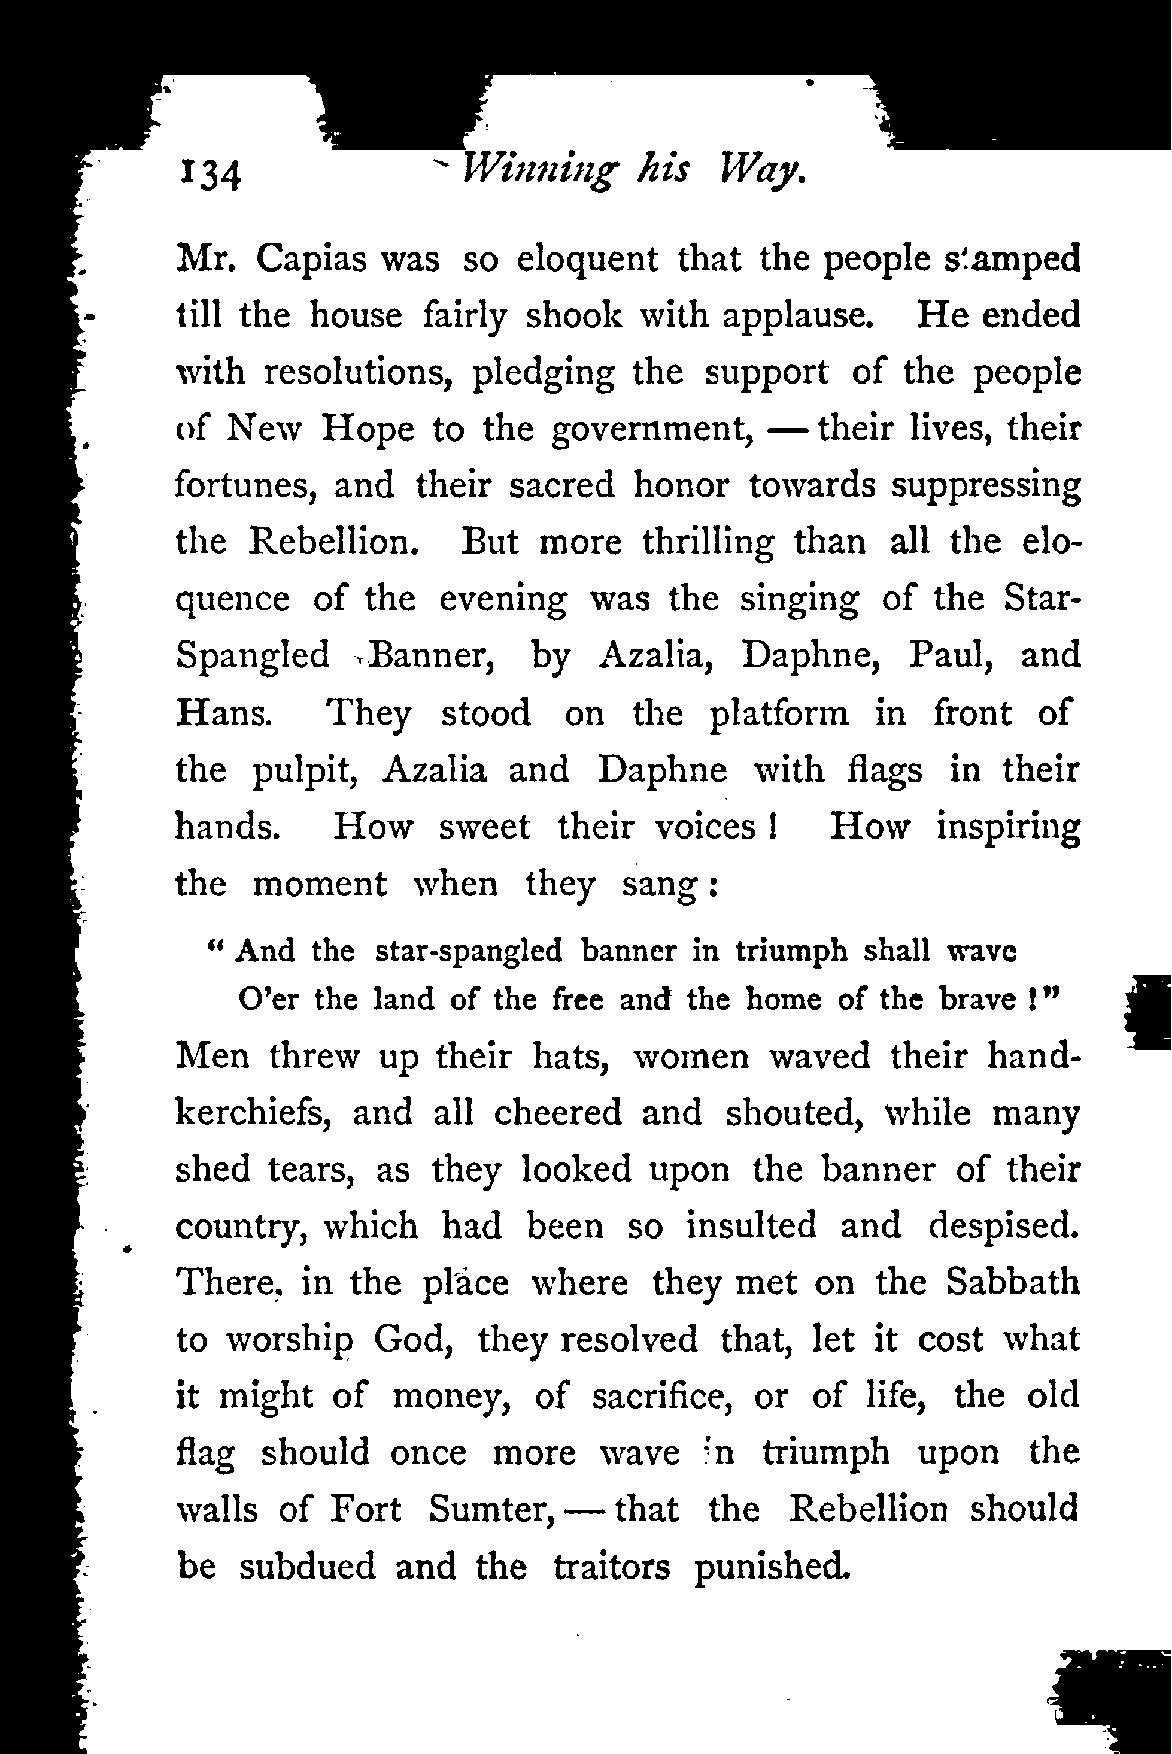 134 Winning his Way.
Mr. Capias was so eloquent that the people stamped
till the house fairly shook with applause. He ended
with resolutions, pledging the support of the people
of New Hope to the government, — their lives, their
fortunes, and their sacred honor towards suppressing
the Rebellion. But more thrilling than all the elo-
quence of the evening was the singing of the Star-
Spangled Banner, by Azalia, Daphne, Paul, and
Hans. They stood on the platform in front of
the pulpit, Azalia and Daphne with flags in their
hands. How sweet their voices! How inspiring
the moment when they sang:
“And the star-spangled banner in triumph shall wave
O’er the land of the free and the home of the brave!”
Men threw up their hats, women waved their hand-
kerchiefs, and all cheered and shouted, while many
shed tears, as they looked upon the banner of their
country, which had been so insulted and despised.
There, in the place where they met on the Sabbath
to worship God, they resolved that, let it cost what
it might of money, of sacrifice, or of life, the old
flag should once more wave in triumph upon the
walls of Fort Sumter, — that the Rebellion should
be subdued and the traitors punished.